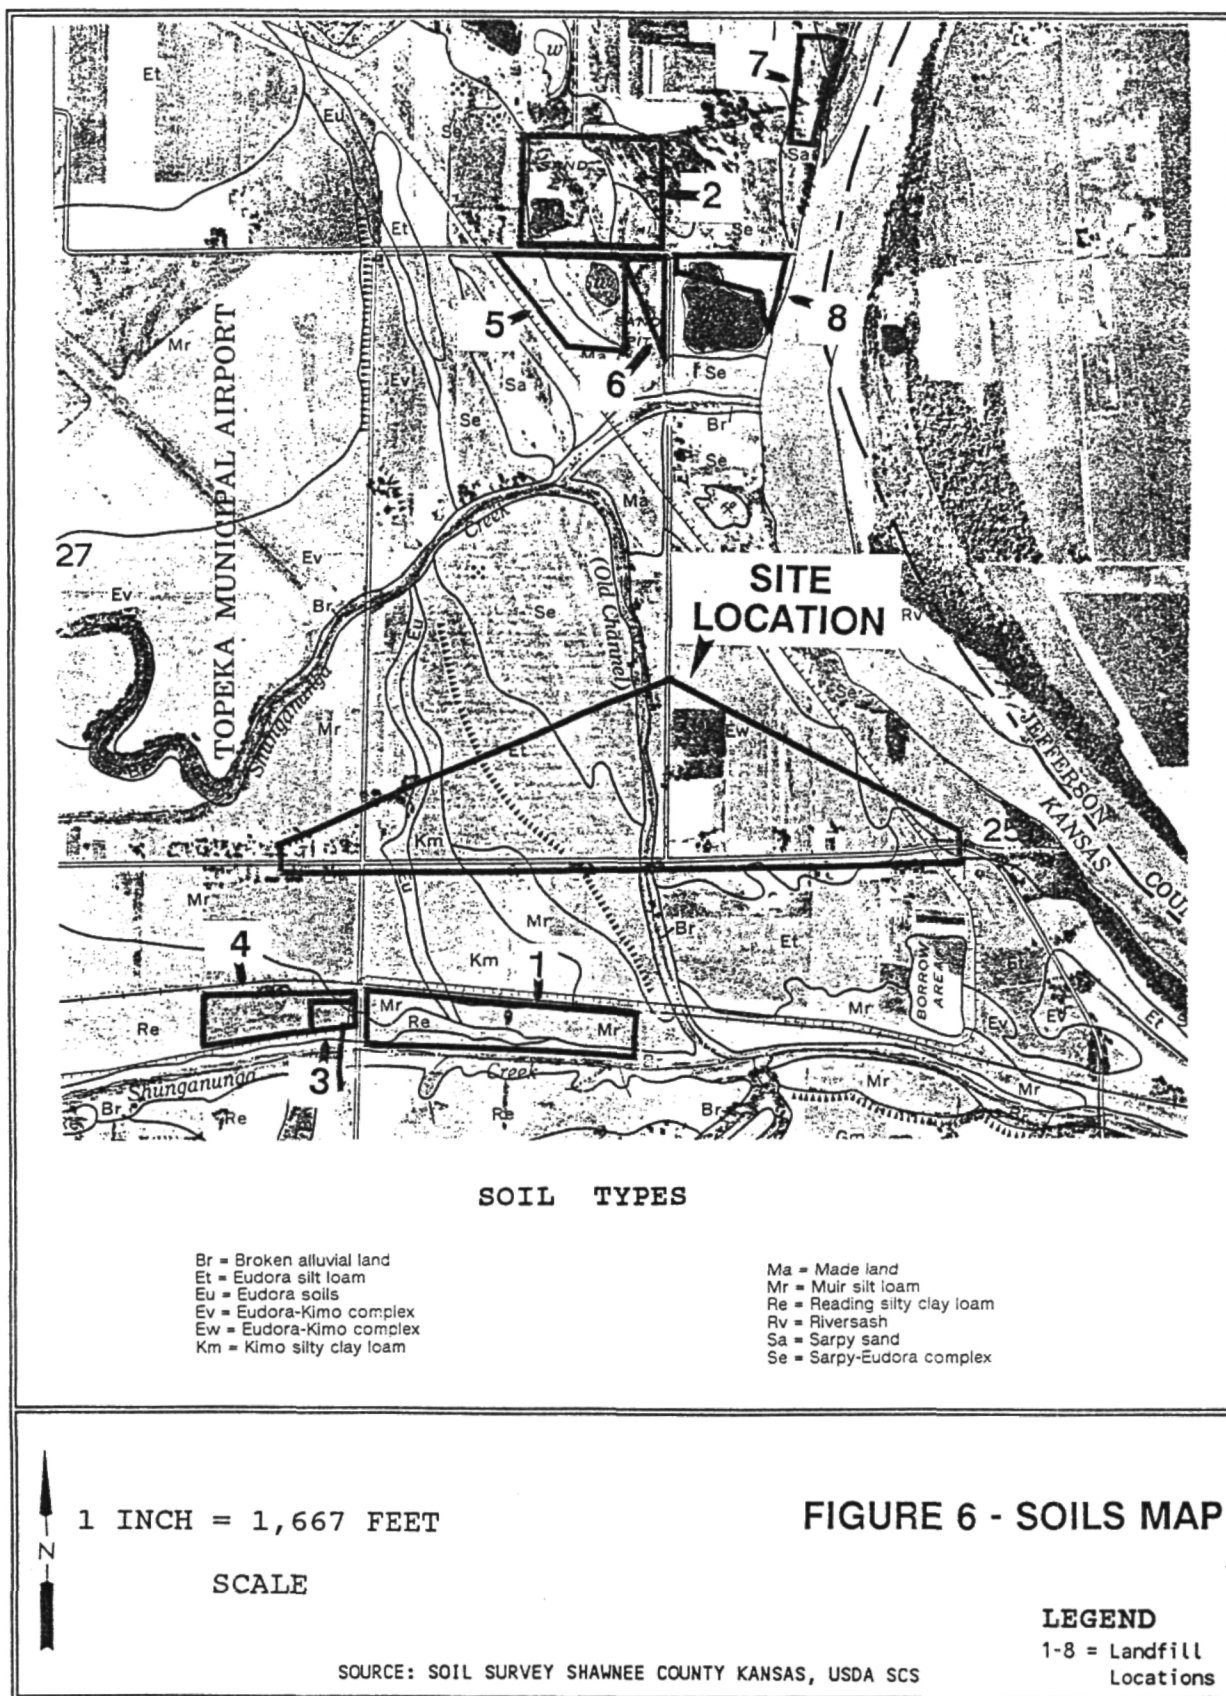 Et
w
7
Eu
Se
Sa
SAND
2
Et
Se
TOPEKA MUNICIPAL AIRPORT
5
8
Mr
6
Ma
Se
Ev
Sa
Se
Br
Se
Ma
Creek
27
Ev
Ev
Br
Eu
Se
(Old Channel)
SITE
LOCATION
Rv
Shunganunga
Mr
Se
Et
Ew
JEFFERSON
KANSAS
COU
25
Km
Mr
Mr
Br
Et
4
Km
1
BORROW
AREA
Et
Mr
Re
Mr
Re
Mr
Ev
Et
3
Shunganunga
Creek
Mr
Mr
Br
Re
Re
Br
Br
SOIL TYPES
Br = Broken alluvial land
Et = Eudora silt loam
Eu = Eudora soils
Ev = Eudora-Kimo complex
Ew = Eudora-Kimo complex
Km = Kimo silty clay loam
Ma = Made land
Mr = Muir silt loam
Re = Reading silty clay loam
Rv = Riversash
Sa = Sarpy sand
Se = Sarpy-Eudora complex
N
1 INCH = 1,667 FEET
SCALE
FIGURE 6 - SOILS MAP
LEGEND
1-8 = Landfill
Locations
SOURCE: SOIL SURVEY SHAWNEE COUNTY KANSAS, USDA SCS